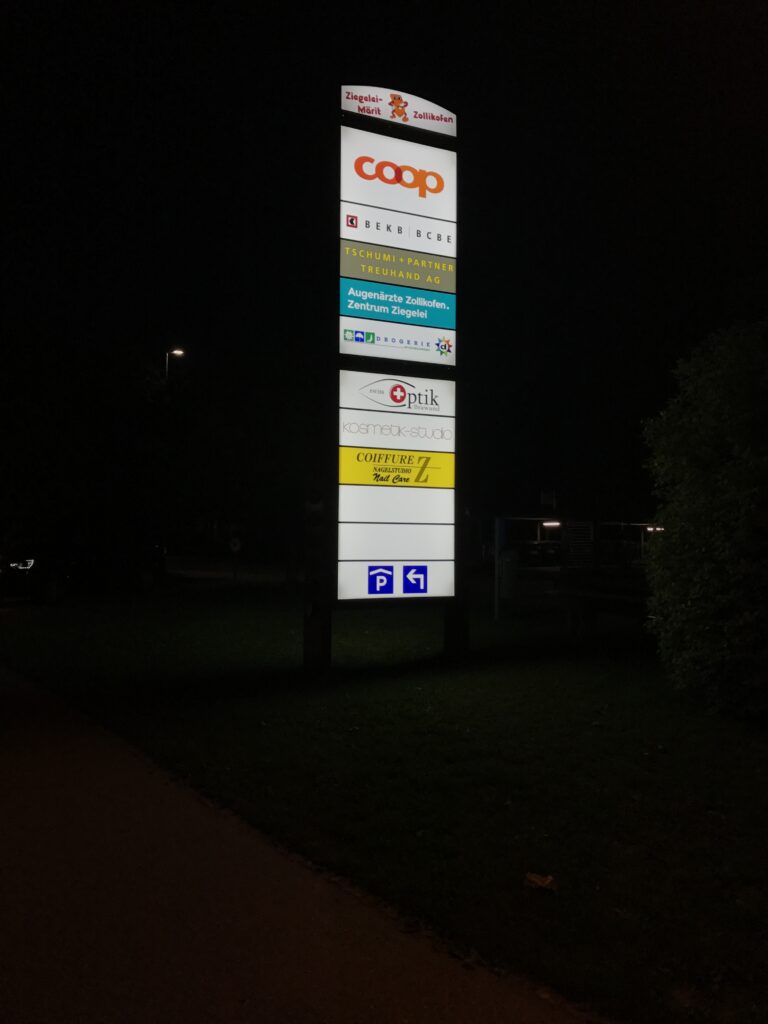 Ziegelei-
Märit Zollikofen
coop
BEKB | BCBE
TSCHUMI + PARTNER
TREUHAND AG
Augenärzte Zollikofen.
Zentrum Ziegelei
DROGERIE
swiss Optik
kosmetik-studio
COIFFURE Z
NAGELSTUDIO
Nail Care
P